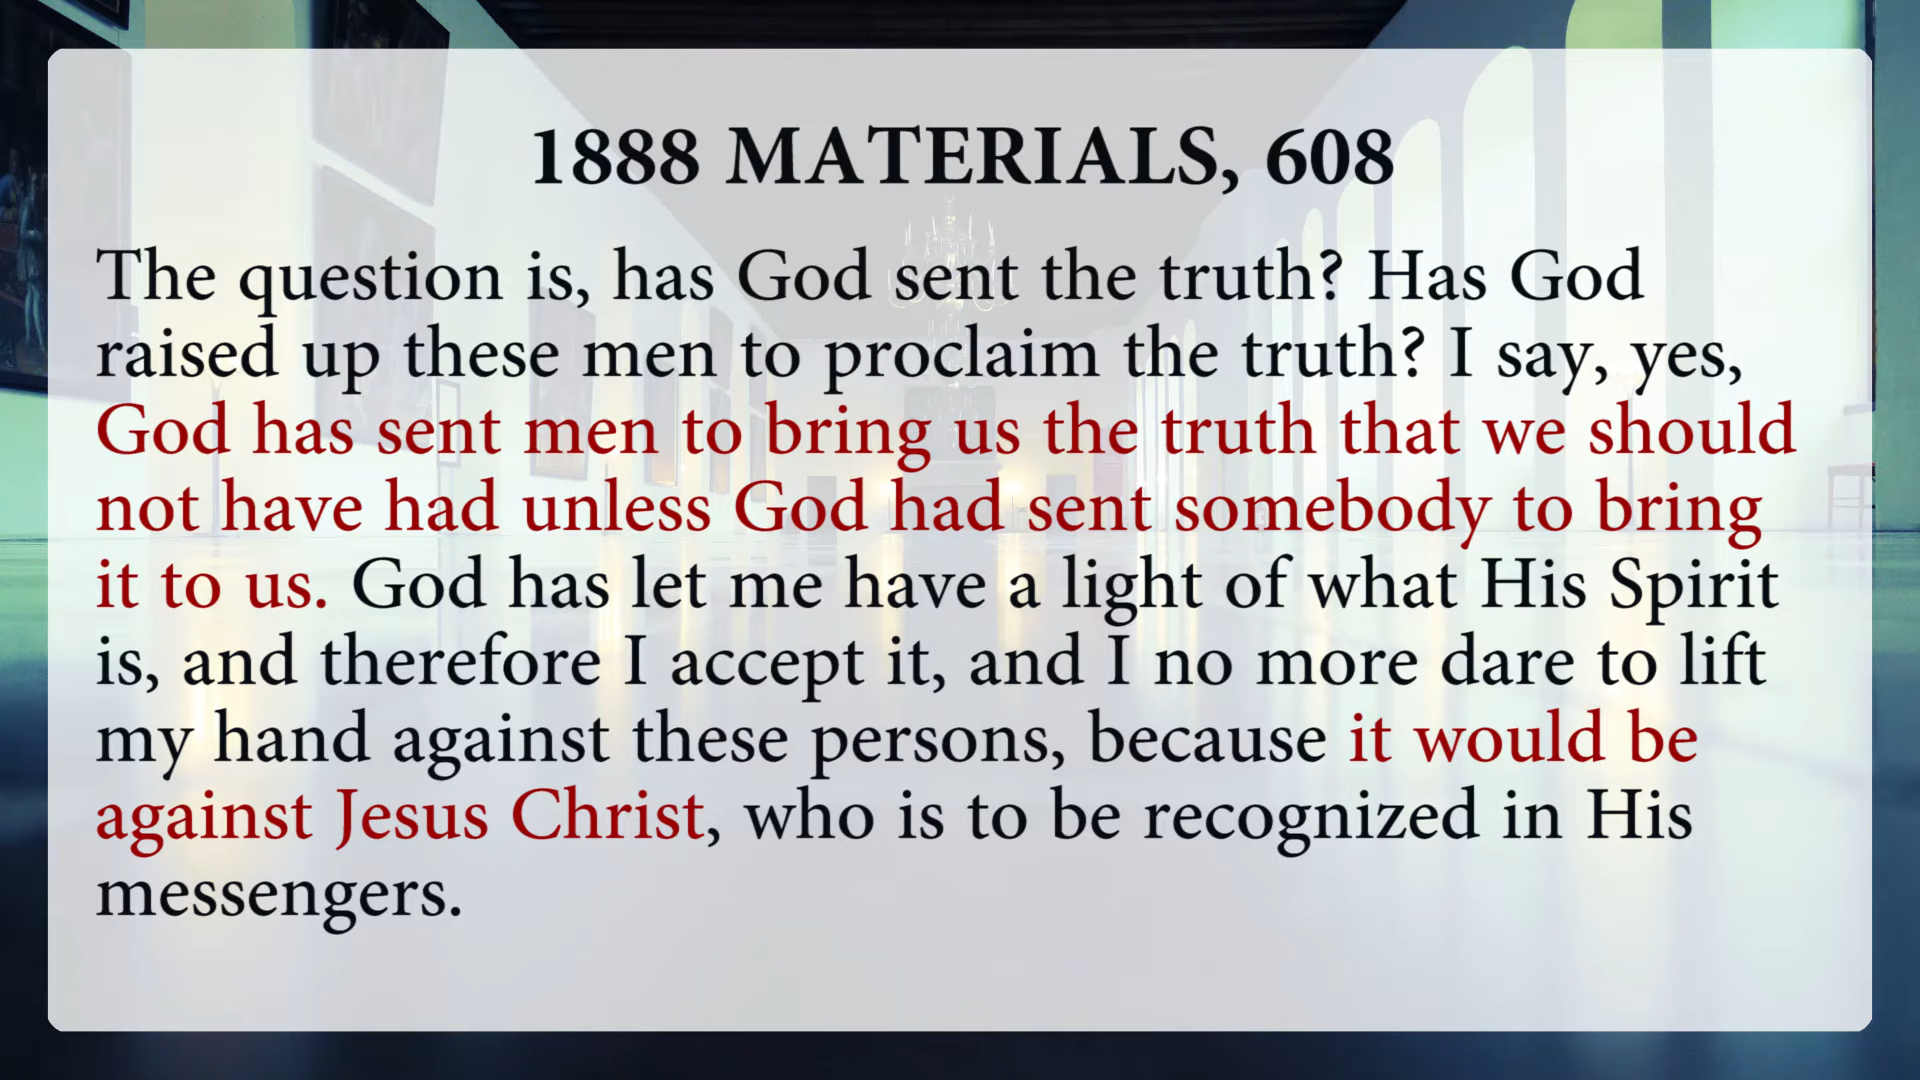 1888 MATERIALS, 608
The question is, has God sent the truth? Has God
raised up these men to proclaim the truth? I say, yes,
God has sent men to bring us the truth that we should
not have had unless God had sent somebody to bring
it to us. God has let me have a light of what His Spirit
is, and therefore I accept it, and I no more dare to lift
my hand against these persons, because it would be
against Jesus Christ, who is to be recognized in His
messengers.